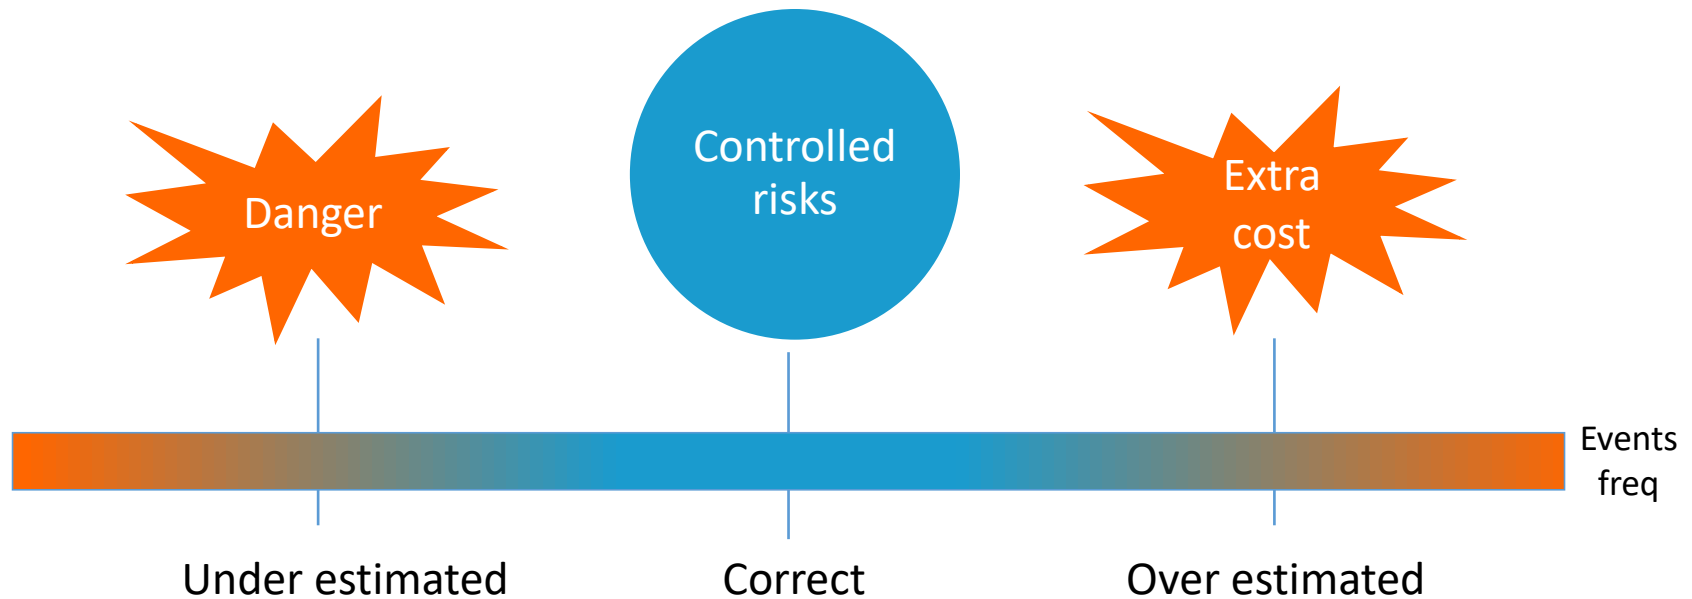 Danger
Controlled
risks
Extra
cost
Events
freq
Under estimated
Correct
Over estimated